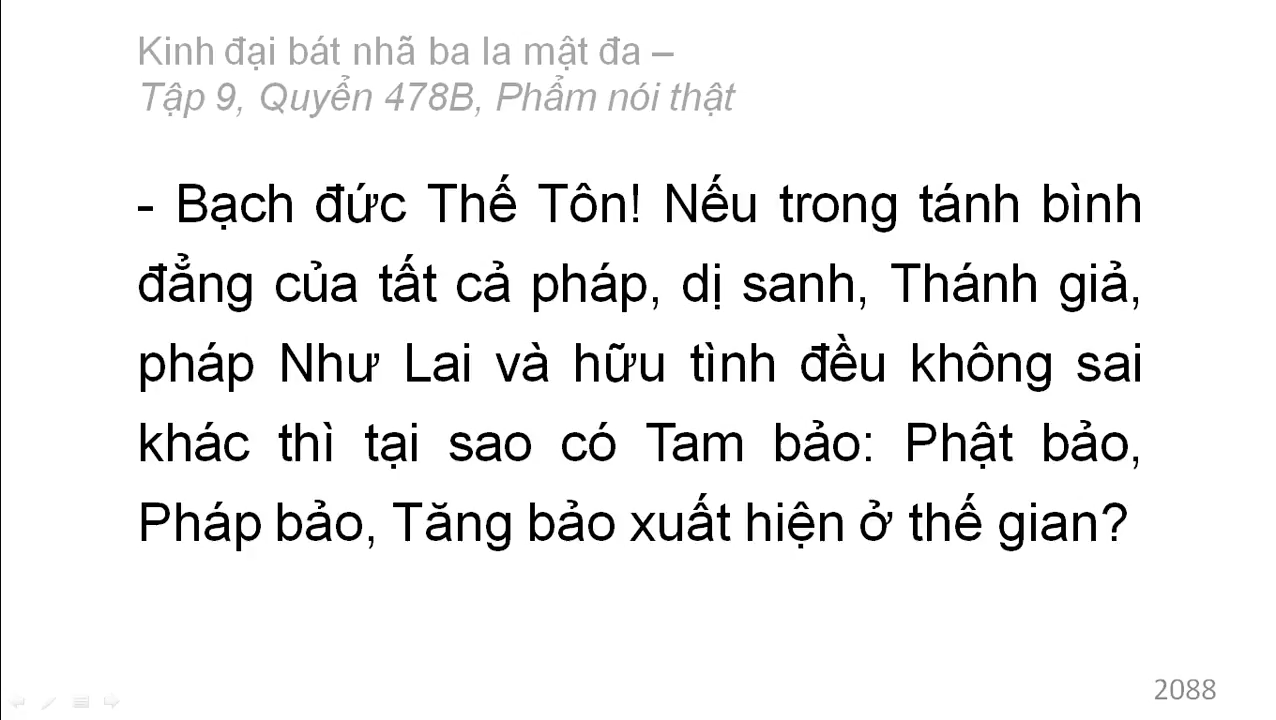 Kinh đại bát nhã ba la mật đa –
Tập 9, Quyển 478B, Phẩm nói thật
- Bạch đức Thế Tôn! Nếu trong tánh bình
đẳng của tất cả pháp, dị sanh, Thánh giả,
pháp Như Lai và hữu tình đều không sai
khác thì tại sao có Tam bảo: Phật bảo,
Pháp bảo, Tăng bảo xuất hiện ở thế gian?
2088